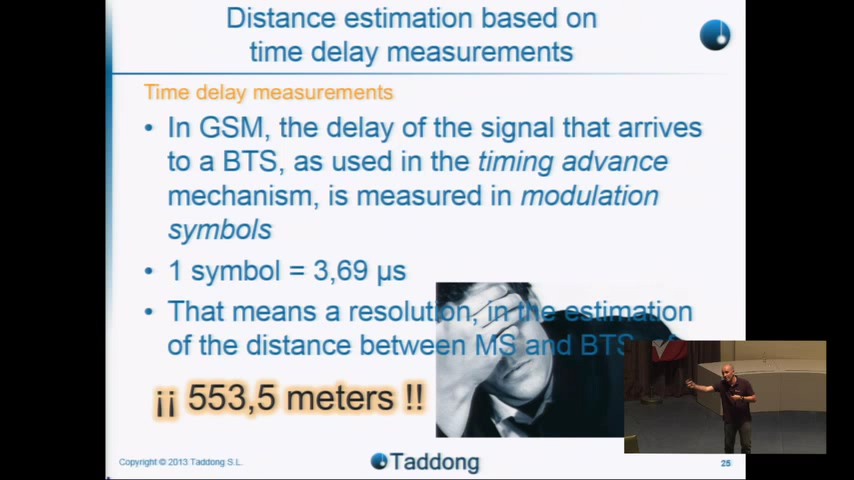 Distance estimation based on
time delay measurements
Time delay measurements
• In GSM, the delay of the signal that arrives
to a BTS, as used in the timing advance
mechanism, is measured in modulation
symbols
• 1 symbol = 3,69 μs
• That means a resolution, in the estimation
of the distance between MS and BTS
¡¡ 553,5 meters !!
Copyright © 2013 Taddong S.L.
Taddong
25